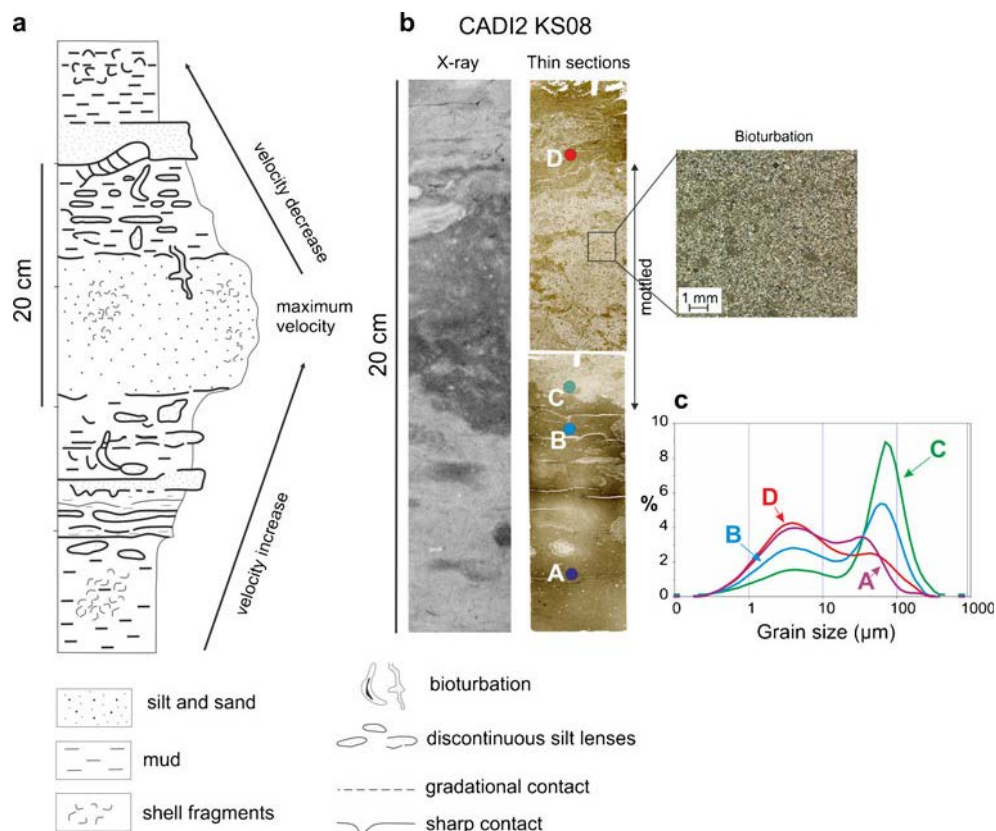 a
20 cm
velocity decrease
maximum
velocity
velocity increase
silt and sand
mud
shell fragments
bioturbation
discontinuous silt lenses
gradational contact
sharp contact
b
CADI2 KS08
X-ray
Thin sections
20 cm
D
C
B
A
mottled
Bioturbation
1 mm
c
10
8
6
4
2
0
%
D
B
C
A
0
1
10
100
1000
Grain size (µm)